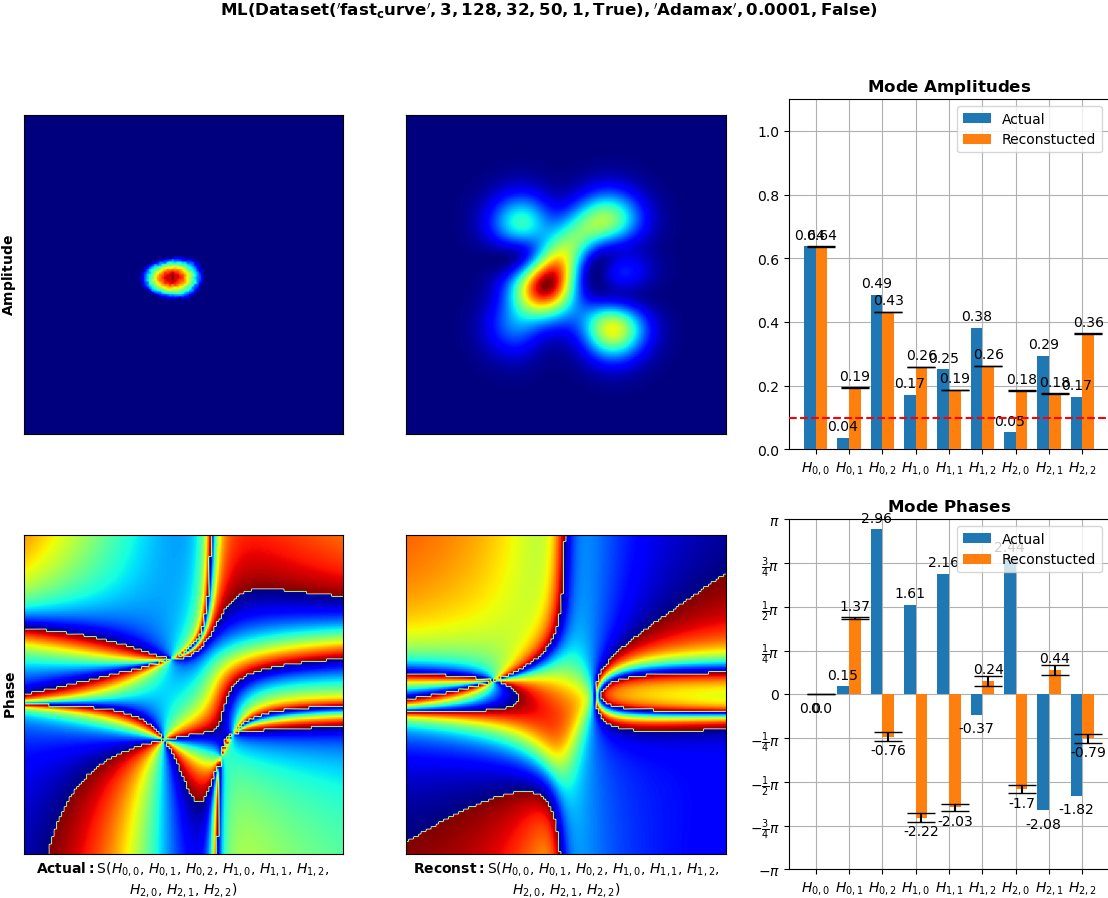 ML(Dataset('fast_curve', 3, 128, 32, 50, 1, True), 'Adamax', 0.0001, False)
Amplitude
Mode Amplitudes
Actual
Reconstucted
1.0
0.8
0.6
0.4
0.2
0.0
0.64 0.64
0.04 0.19
0.49 0.43
0.17 0.26
0.25 0.19
0.38 0.26
0.05 0.18
0.29 0.18
0.17 0.36
H0,0 H0,1 H0,2 H1,0 H1,1 H1,2 H2,0 H2,1 H2,2
Phase
Actual: S(H0,0, H0,1, H0,2, H1,0, H1,1, H1,2,
H2,0, H2,1, H2,2)
Reconst: S(H0,0, H0,1, H0,2, H1,0, H1,1, H1,2,
H2,0, H2,1, H2,2)
Mode Phases
Actual
Reconstucted
π
3/4π
1/2π
1/4π
0
−1/4π
−1/2π
−3/4π
−π
0.0 0.0
0.15 1.37
2.96 -0.76
1.61 -2.22
2.16 -2.03
-0.37 0.24
2.44 -1.7
-2.08 0.44
-1.82 -0.79
H0,0 H0,1 H0,2 H1,0 H1,1 H1,2 H2,0 H2,1 H2,2